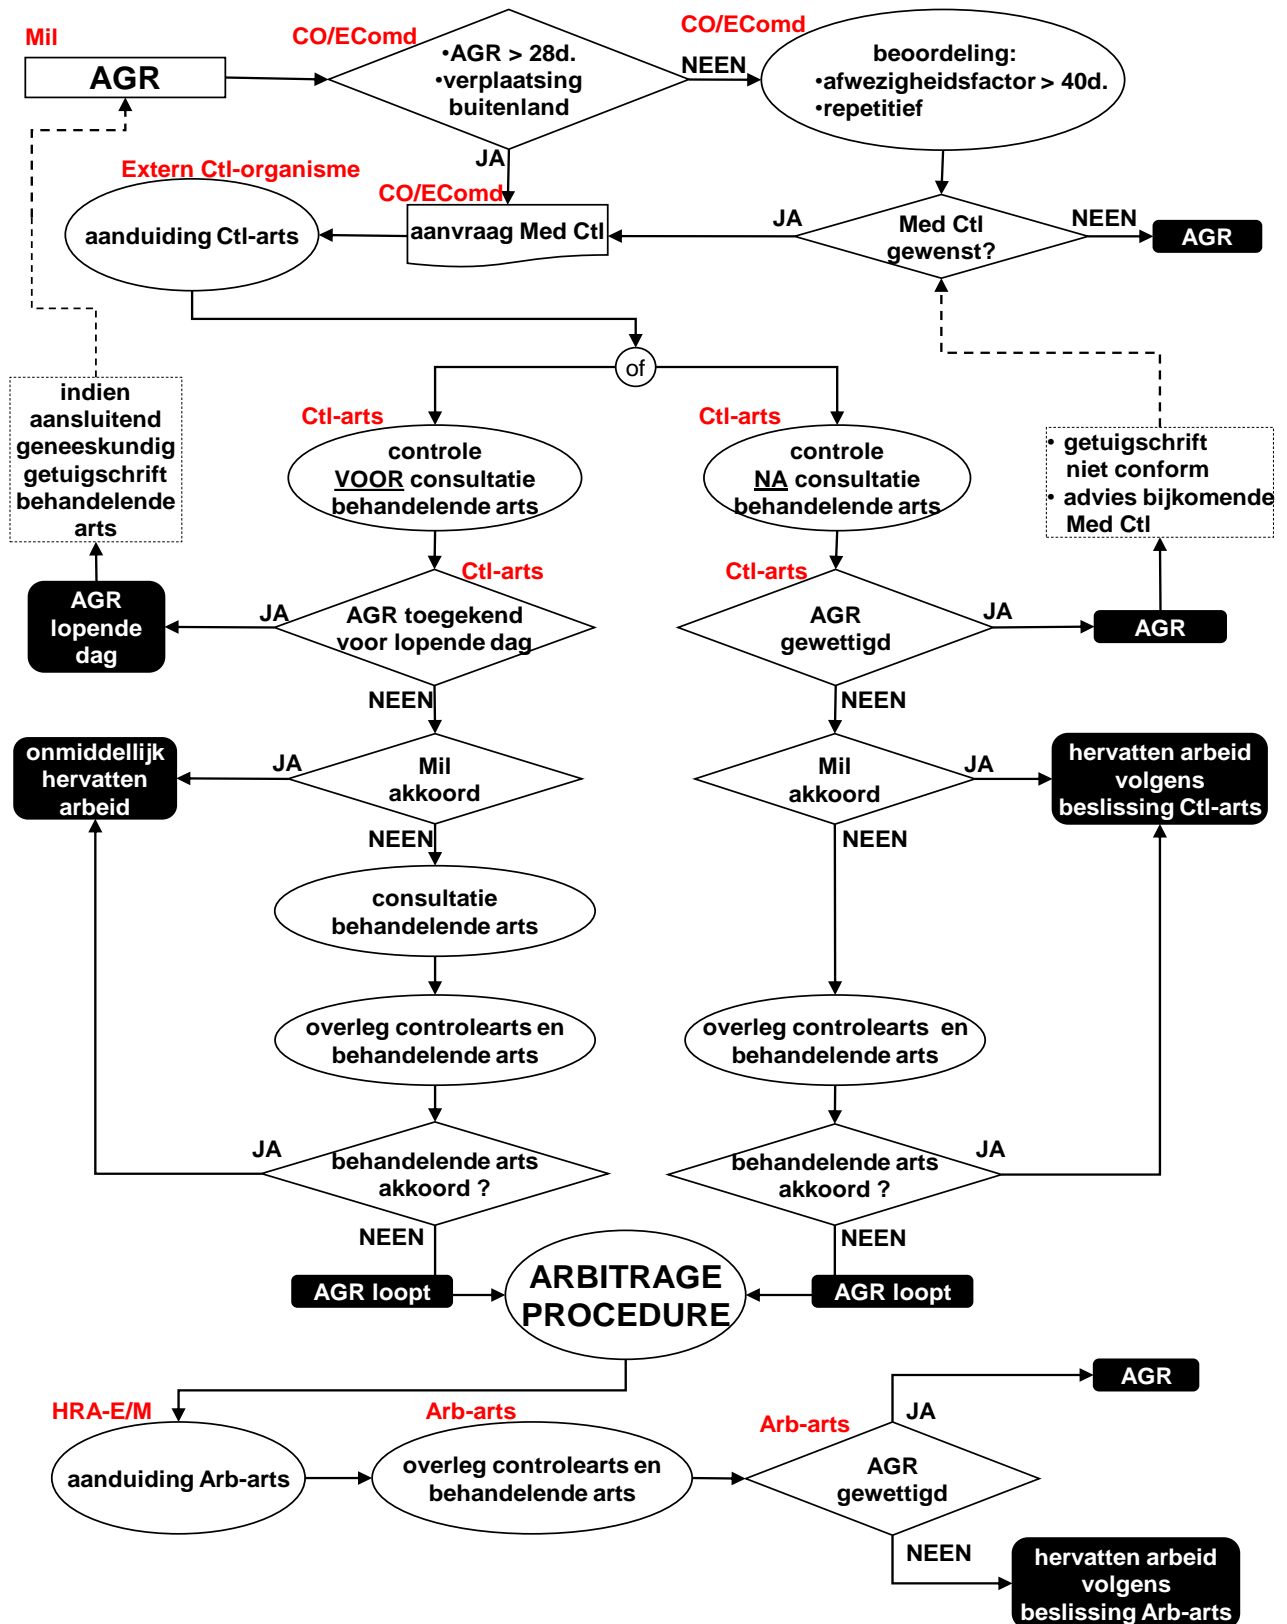 Mil
AGR
CO/EComd
•AGR > 28d.
•verplaatsing
buitenland
NEEN
CO/EComd
beoordeling:
•afwezigheidsfactor > 40d.
•repetitief
JA
Extern Ctl-organisme
aanduiding Ctl-arts
CO/EComd
aanvraag Med Ctl
JA
Med Ctl
gewenst?
NEEN
AGR
of
indien
aansluitend
geneeskundig
getuigschrift
behandelende
arts
Ctl-arts
controle
VOOR consultatie
behandelende arts
Ctl-arts
controle
NA consultatie
behandelende arts
• getuigschrift
niet conform
• advies bijkomende
Med Ctl
AGR
lopende
dag
JA
Ctl-arts
AGR toegekend
voor lopende dag
NEEN
Ctl-arts
AGR
gewettigd
JA
AGR
NEEN
onmiddellijk
hervatten
arbeid
JA
Mil
akkoord
NEEN
Mil
akkoord
JA
hervatten arbeid
volgens
beslissing Ctl-arts
NEEN
consultatie
behandelende arts
overleg controlearts en
behandelende arts
overleg controlearts en
behandelende arts
JA
behandelende arts
akkoord ?
NEEN
behandelende arts
akkoord ?
JA
NEEN
AGR loopt
ARBITRAGE
PROCEDURE
AGR loopt
HRA-E/M
aanduiding Arb-arts
Arb-arts
overleg controlearts en
behandelende arts
Arb-arts
AGR
gewettigd
JA
AGR
NEEN
hervatten arbeid
volgens
beslissing Arb-arts